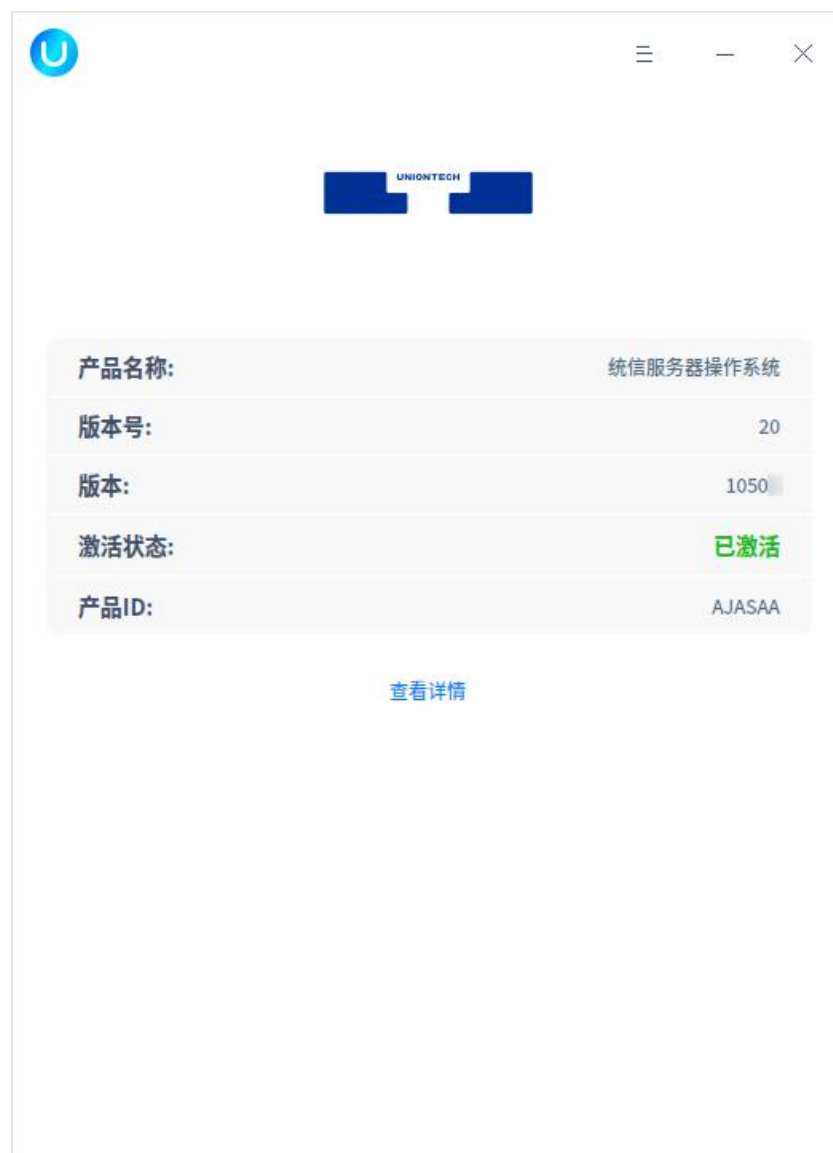 UNIONTECH
产品名称: 统信服务器操作系统
版本号: 20
版本: 1050
激活状态: 已激活
产品ID: AJASAA
查看详情